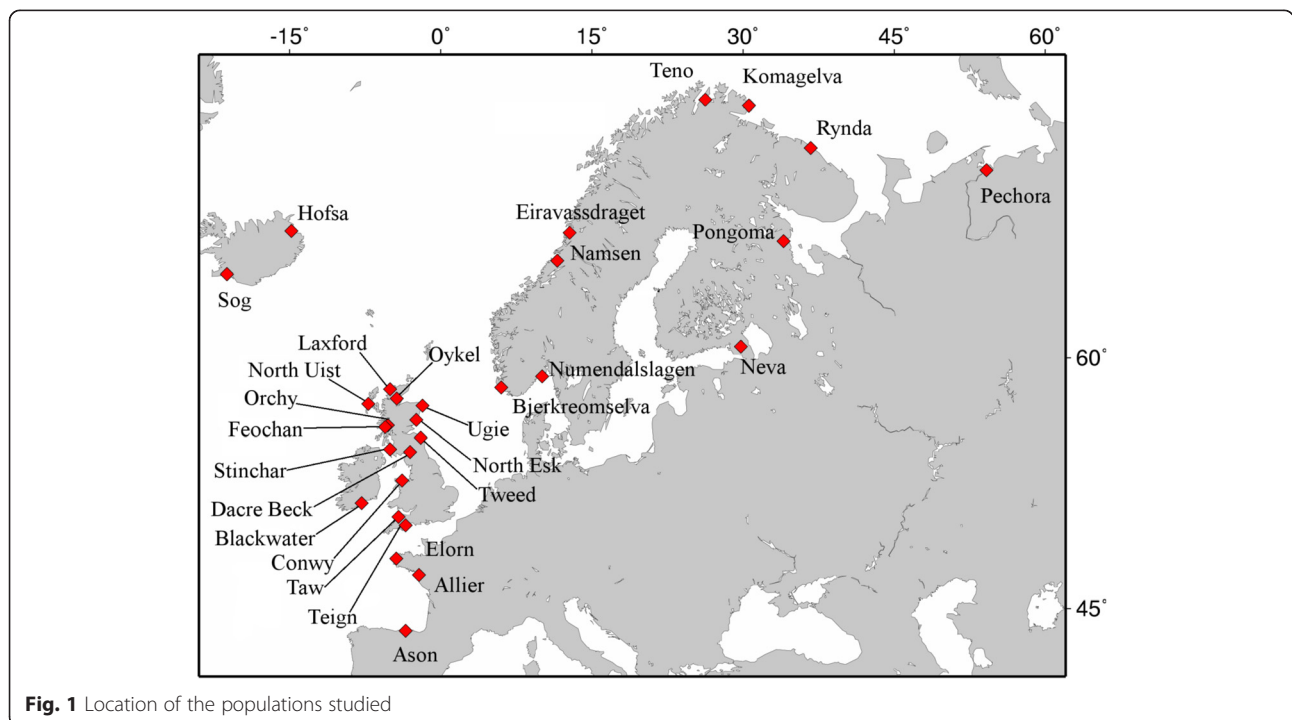 -15° 0° 15° 30° 45° 60°
Teno
Komagelva
Rynda
Pechora
Hofsa
Eiravassdraget
Pongoma
Namsen
Sog
Laxford
Oykel
60°
North Uist
Numendalslagen
Neva
Orchy
Bjerkreomselva
Feochan
Ugie
Stinchar
North Esk
Tweed
Dacre Beck
Blackwater
Conwy
Elorn
Taw
Allier
Teign
45°
Ason
Fig. 1 Location of the populations studied